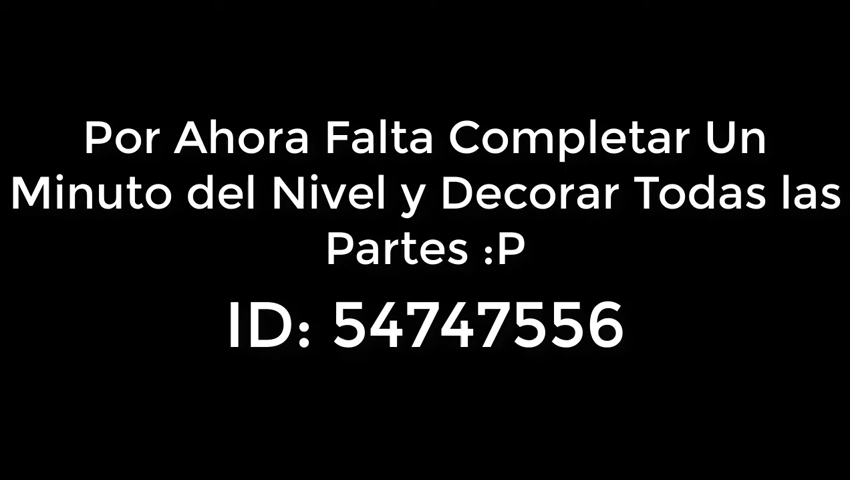 Por Ahora Falta Completar Un
Minuto del Nivel y Decorar Todas las
Partes :P
ID: 54747556